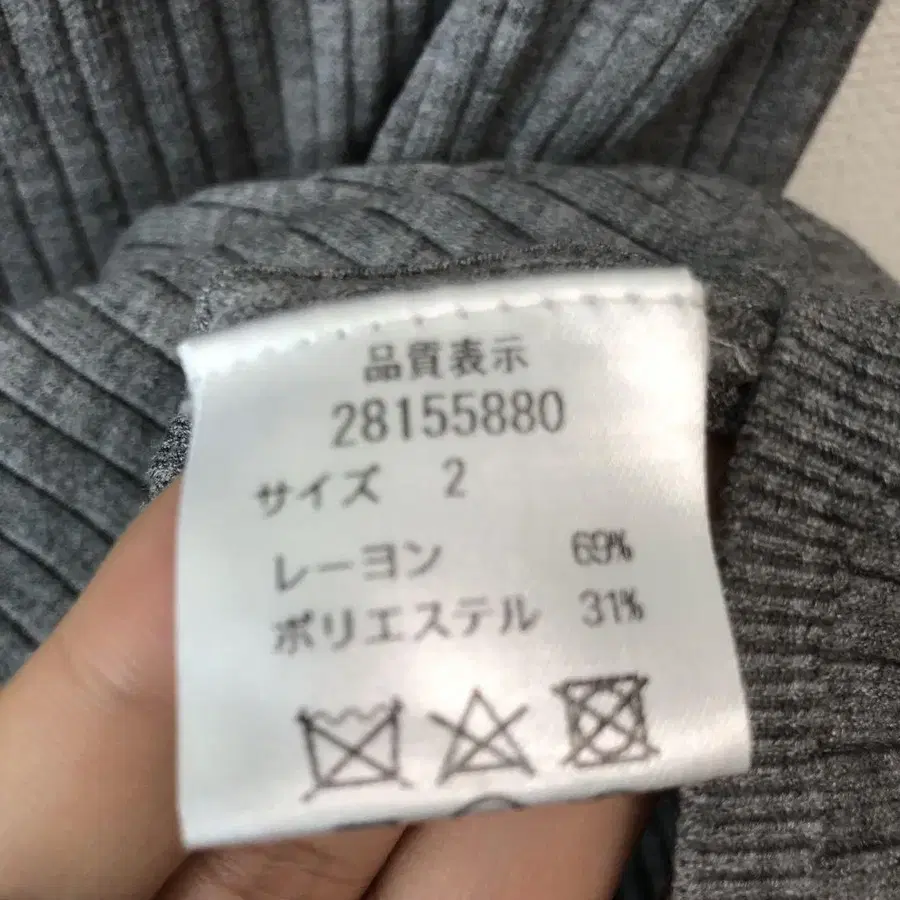 品質表示
28155880
サイズ 2
レーヨン 69%
ポリエステル 31%